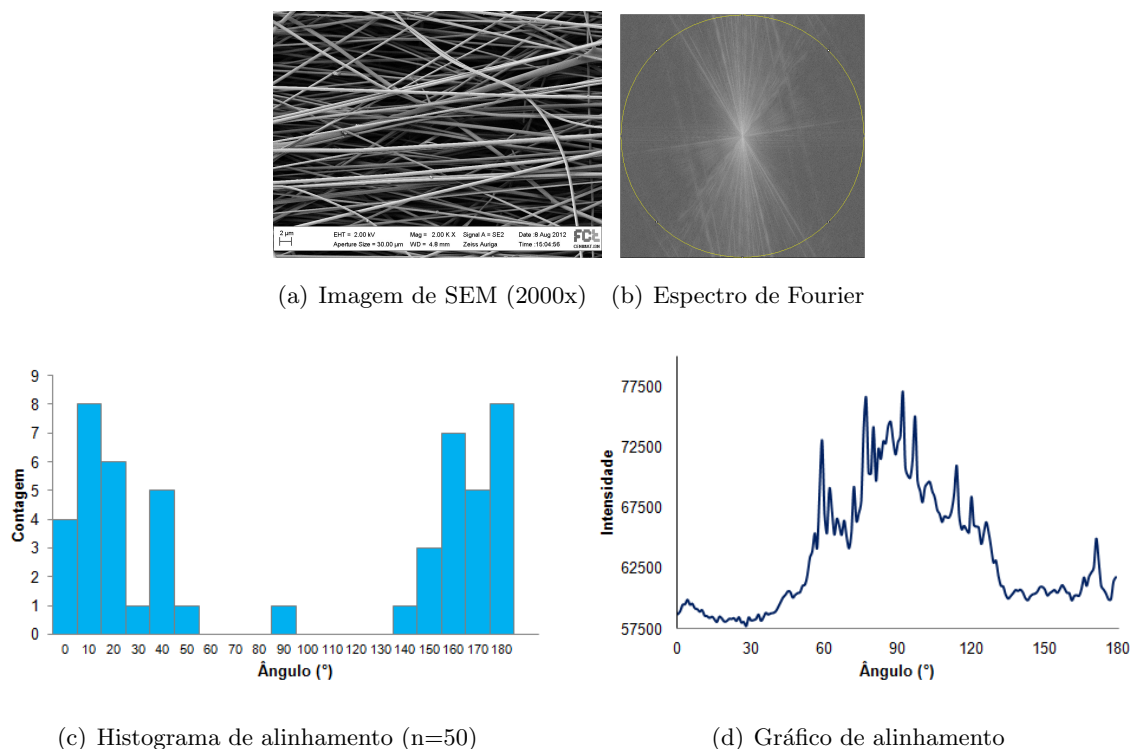 2 µm
EHT = 2.00 kV Mag = 2.00 K X Signal A = SE2 Date :8 Aug 2012
Aperture Size = 30.00 µm WD = 4.8 mm Zeiss Auriga Time :15:04:56
FCt
CENIMAT/I3N
(a) Imagem de SEM (2000x) (b) Espectro de Fourier
9
8
7
6
5
4
3
2
1
0
Contagem
0 10 20 30 40 50 60 70 80 90 100 110 120 130 140 150 160 170 180
Ângulo (°)
77500
72500
67500
62500
57500
Intensidade
0 30 60 90 120 150 180
Ângulo (°)
(c) Histograma de alinhamento (n=50) (d) Gráfico de alinhamento